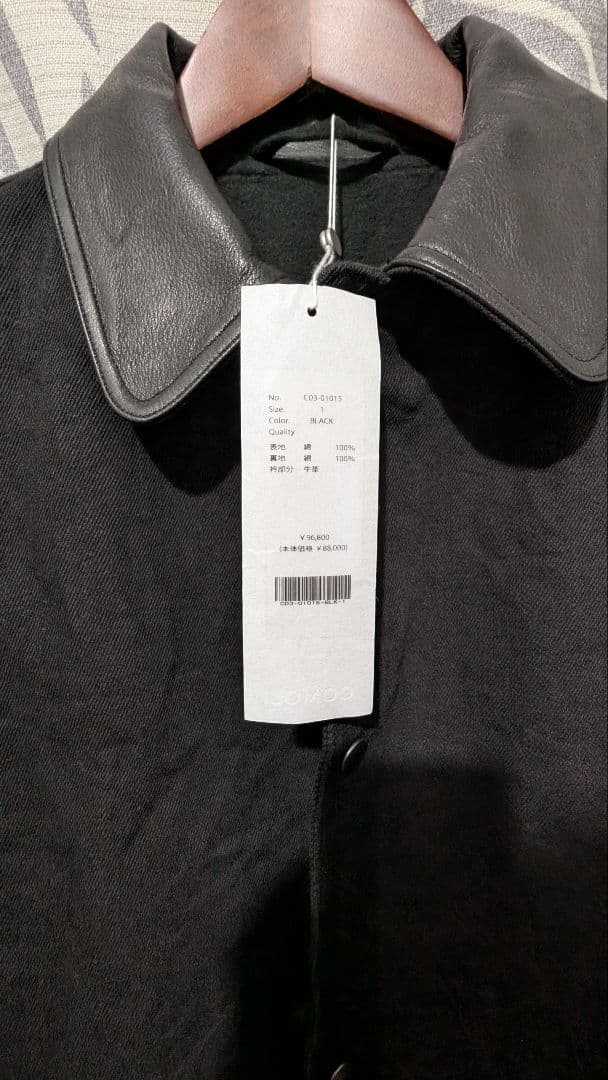 No. C03-01015
Size. 1
Color. BLACK
Quality
表地 綿 100%
裏地 綿 100%
衿部分 牛革
¥96,800
(本体価格 ¥88,000)
C03-01015-BLK-1
COMOLI